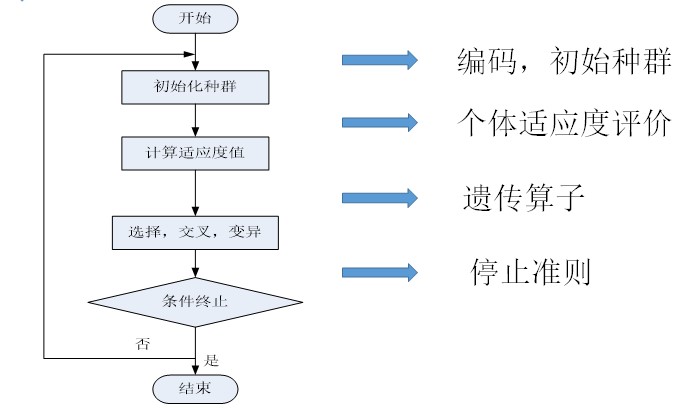 开始
初始化种群
编码，初始种群
计算适应度值
个体适应度评价
选择，交叉，变异
遗传算子
条件终止
停止准则
否
是
结束